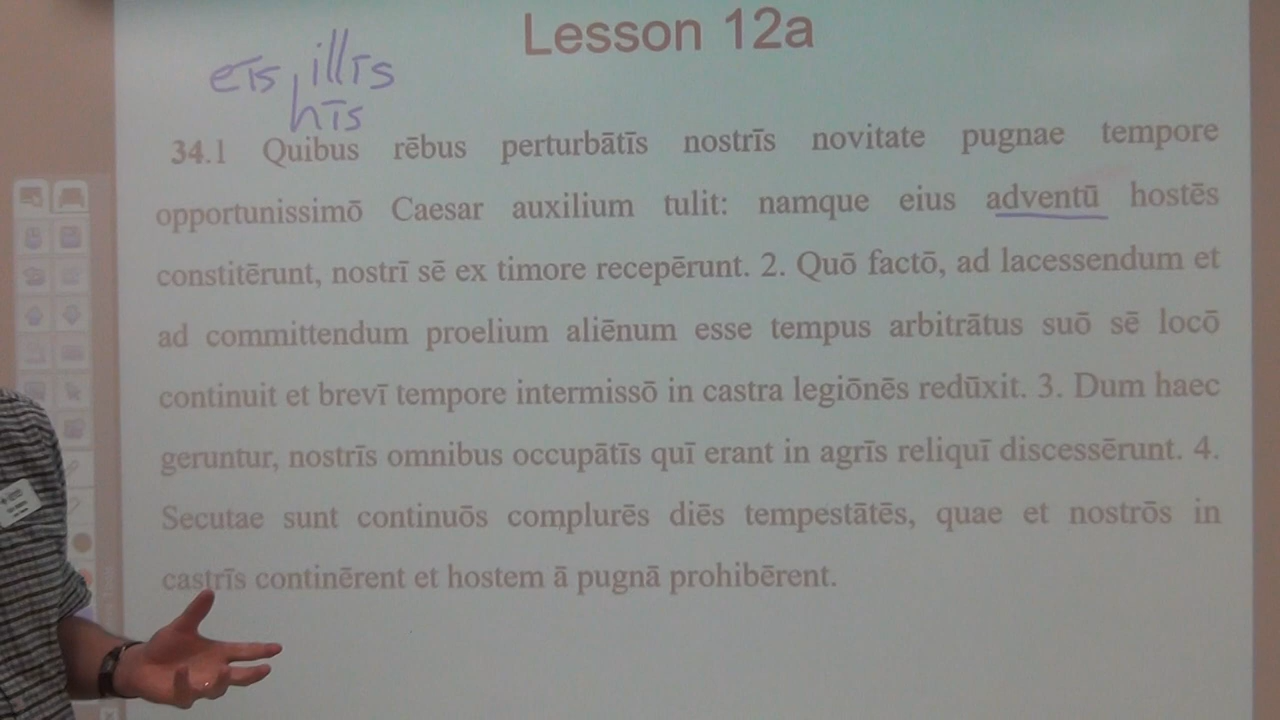 Lesson 12a
eīs, illīs
hīs
34.1 Quibus rēbus perturbātīs nostrīs novitate pugnae tempore
opportunissimō Caesar auxilium tulit: namque eius adventū hostēs
constitērunt, nostrī sē ex timore recepērunt. 2. Quō factō, ad lacessendum et
ad committendum proelium aliēnum esse tempus arbitrātus suō sē locō
continuit et brevī tempore intermissō in castra legiōnēs redūxit. 3. Dum haec
geruntur, nostrīs omnibus occupātīs quī erant in agrīs reliquī discessērunt. 4.
Secutae sunt continuōs complurēs diēs tempestātēs, quae et nostrōs in
castrīs continērent et hostem ā pugnā prohibērent.